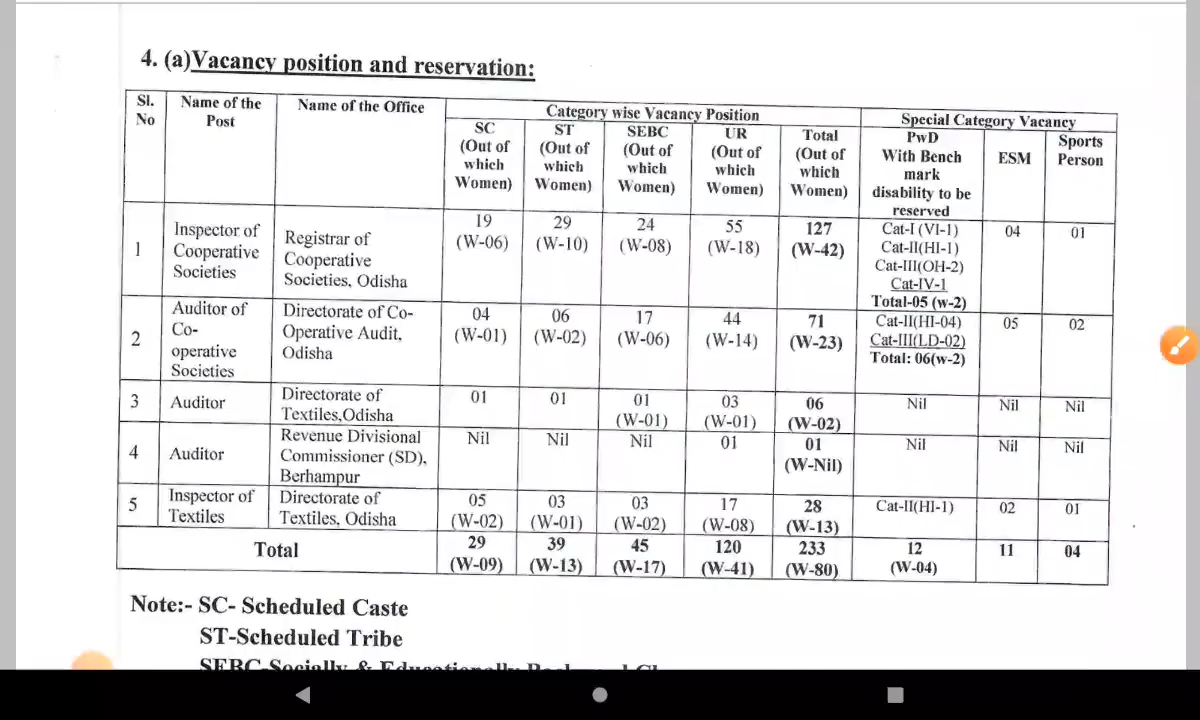 4. (a)Vacancy position and reservation:
Sl. No | Name of the Post | Name of the Office | Category wise Vacancy Position | Special Category Vacancy
SC (Out of which Women) | ST (Out of which Women) | SEBC (Out of which Women) | UR (Out of which Women) | Total (Out of which Women) | PwD With Bench mark disability to be reserved | ESM | Sports Person
1 | Inspector of Cooperative Societies | Registrar of Cooperative Societies, Odisha | 19 (W-06) | 29 (W-10) | 24 (W-08) | 55 (W-18) | 127 (W-42) | Cat-I (VI-1) Cat-II(HI-1) Cat-III(OH-2) Cat-IV-1 Total-05 (w-2) | 04 | 01
2 | Auditor of Co-operative Societies | Directorate of Co-Operative Audit, Odisha | 04 (W-01) | 06 (W-02) | 17 (W-06) | 44 (W-14) | 71 (W-23) | Cat-II(HI-04) Cat-III(LD-02) Total: 06(w-2) | 05 | 02
3 | Auditor | Directorate of Textiles,Odisha | 01 | 01 | 01 (W-01) | 03 (W-01) | 06 (W-02) | Nil | Nil | Nil
4 | Auditor | Revenue Divisional Commissioner (SD), Berhampur | Nil | Nil | Nil | 01 | 01 (W-Nil) | Nil | Nil | Nil
5 | Inspector of Textiles | Directorate of Textiles, Odisha | 05 (W-02) | 03 (W-01) | 03 (W-02) | 17 (W-08) | 28 (W-13) | Cat-II(HI-1) | 02 | 01
Total | 29 (W-09) | 39 (W-13) | 45 (W-17) | 120 (W-41) | 233 (W-80) | 12 (W-04) | 11 | 04
Note:- SC- Scheduled Caste
ST-Scheduled Tribe
SEBC-Socially & Educationally